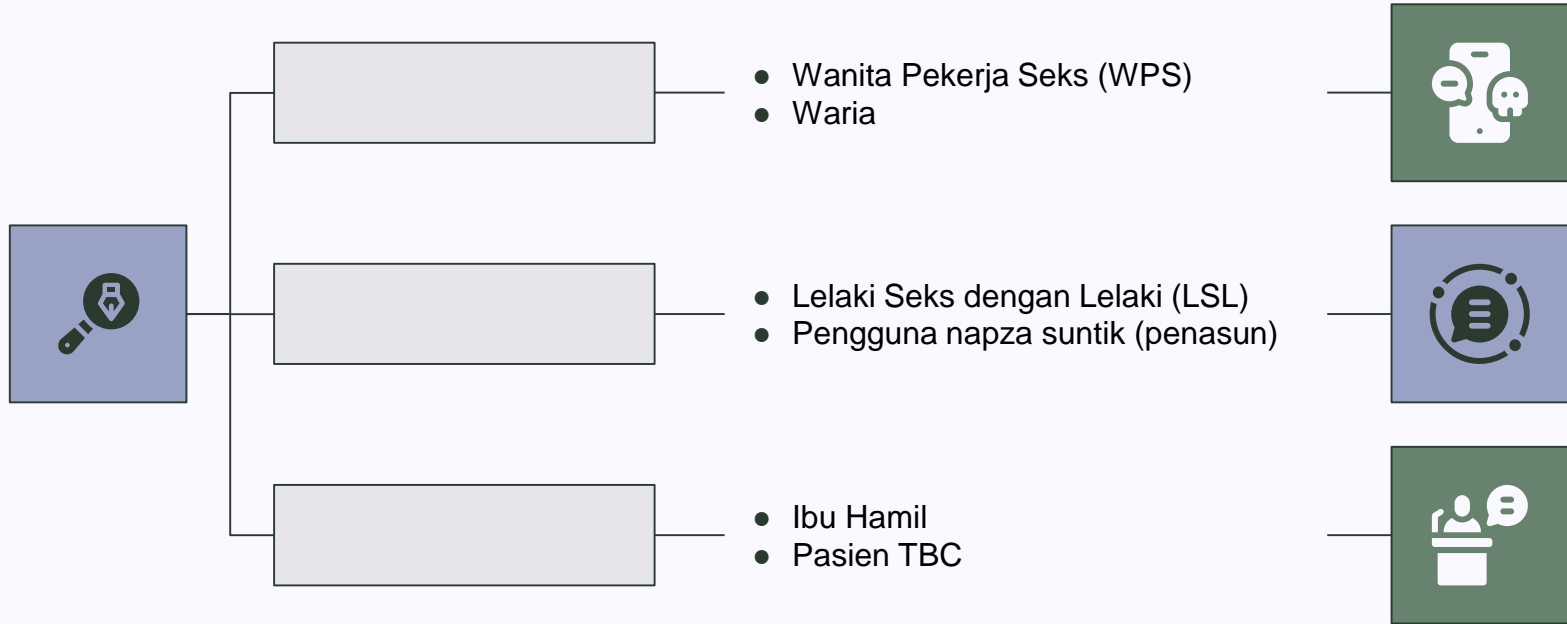 ● Wanita Pekerja Seks (WPS)
● Waria
● Lelaki Seks dengan Lelaki (LSL)
● Pengguna napza suntik (penasun)
● Ibu Hamil
● Pasien TBC